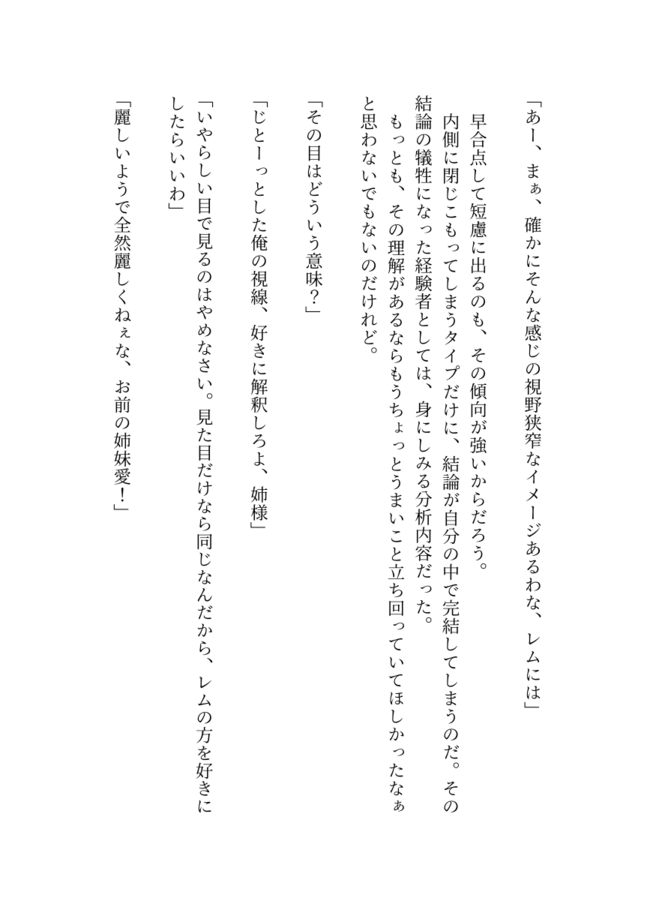 「あー、まぁ、確かにそんな感じの視野狭窄なイメージあるわな、レムには」
早合点して短慮に出るのも、その傾向が強いからだろう。
内側に閉じこもってしまうタイプだけに、結論が自分の中で完結してしまうのだ。その
結論の犠牲になった経験者としては、身にしみる分析内容だった。
もっとも、その理解があるならもうちょっとうまいこと立ち回っていてほしかったなぁ
と思わないでもないのだけれど。
「その目はどういう意味？」
「じとーっとした俺の視線、好きに解釈しろよ、姉様」
「いやらしい目で見るのはやめなさい。見た目だけなら同じなんだから、レムの方を好きに
したらいいわ」
「麗しいようで全然麗しくねぇな、お前の姉妹愛！」